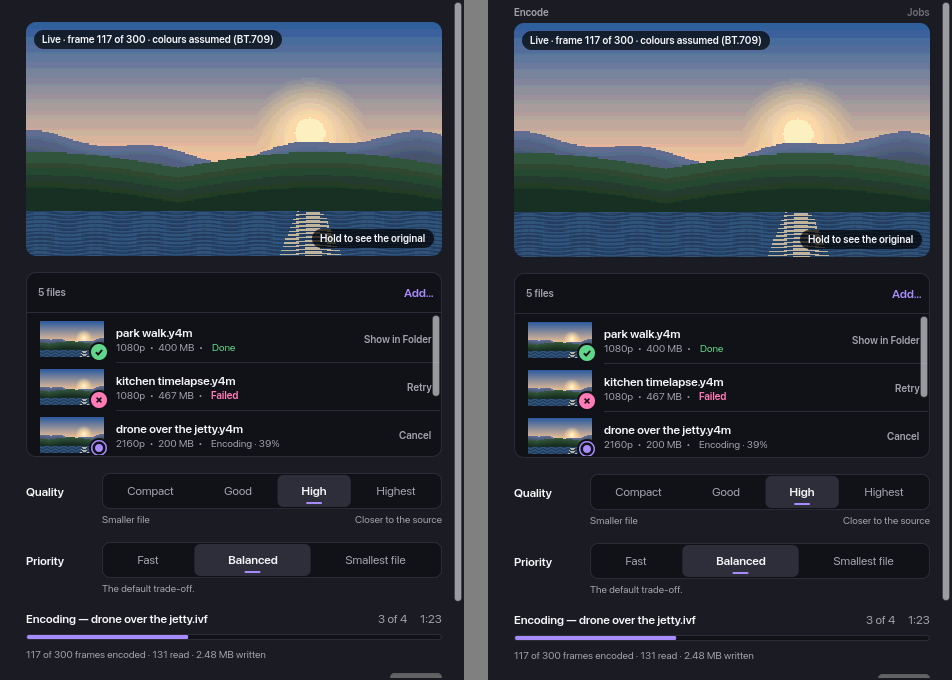 Live · frame 117 of 300 · colours assumed (BT.709)
Hold to see the original
5 files
Add...
park walk.y4m
1080p • 400 MB • Done
Show in Folder
kitchen timelapse.y4m
1080p • 467 MB • Failed
Retry
drone over the jetty.y4m
2160p • 200 MB • Encoding · 39%
Cancel
Quality
Compact Good High Highest
Smaller file Closer to the source
Priority
Fast Balanced Smallest file
The default trade-off.
Encoding — drone over the jetty.ivf 3 of 4 1:23
117 of 300 frames encoded · 131 read · 2.48 MB written
Encode Jobs
Live · frame 117 of 300 · colours assumed (BT.709)
Hold to see the original
5 files
Add...
park walk.y4m
1080p • 400 MB • Done
Show in Folder
kitchen timelapse.y4m
1080p • 467 MB • Failed
Retry
drone over the jetty.y4m
2160p • 200 MB • Encoding · 39%
Cancel
Quality
Compact Good High Highest
Smaller file Closer to the source
Priority
Fast Balanced Smallest file
The default trade-off.
Encoding — drone over the jetty.ivf 3 of 4 1:23
117 of 300 frames encoded · 131 read · 2.48 MB written